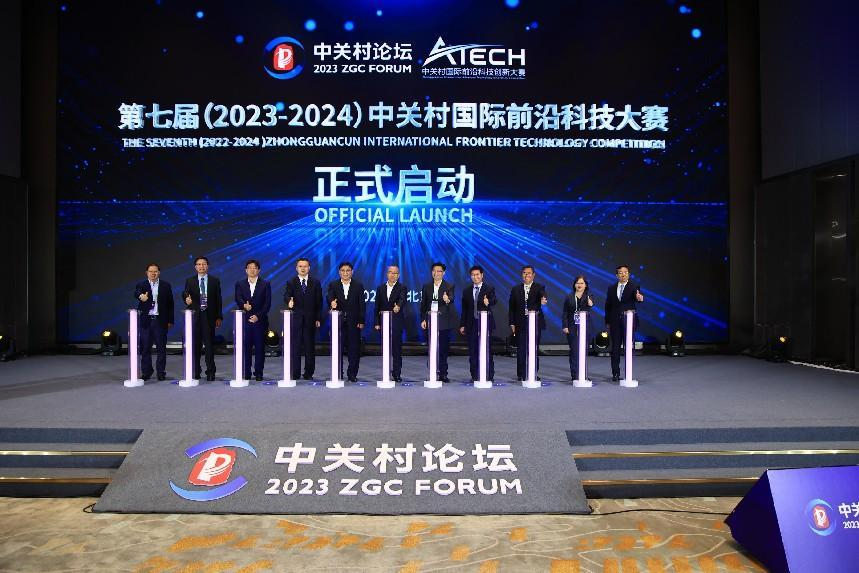 中关村论坛
2023 ZGC FORUM
ATECH
中关村国际前沿科技创新大赛
第七届(2023-2024)中关村国际前沿科技大赛
THE SEVENTH (2022-2024 )ZHONGGUANCUN INTERNATIONAL FRONTIER TECHNOLOGY COMPETITION
正式启动
OFFICIAL LAUNCH
中关村论坛
2023 ZGC FORUM
中关
2023